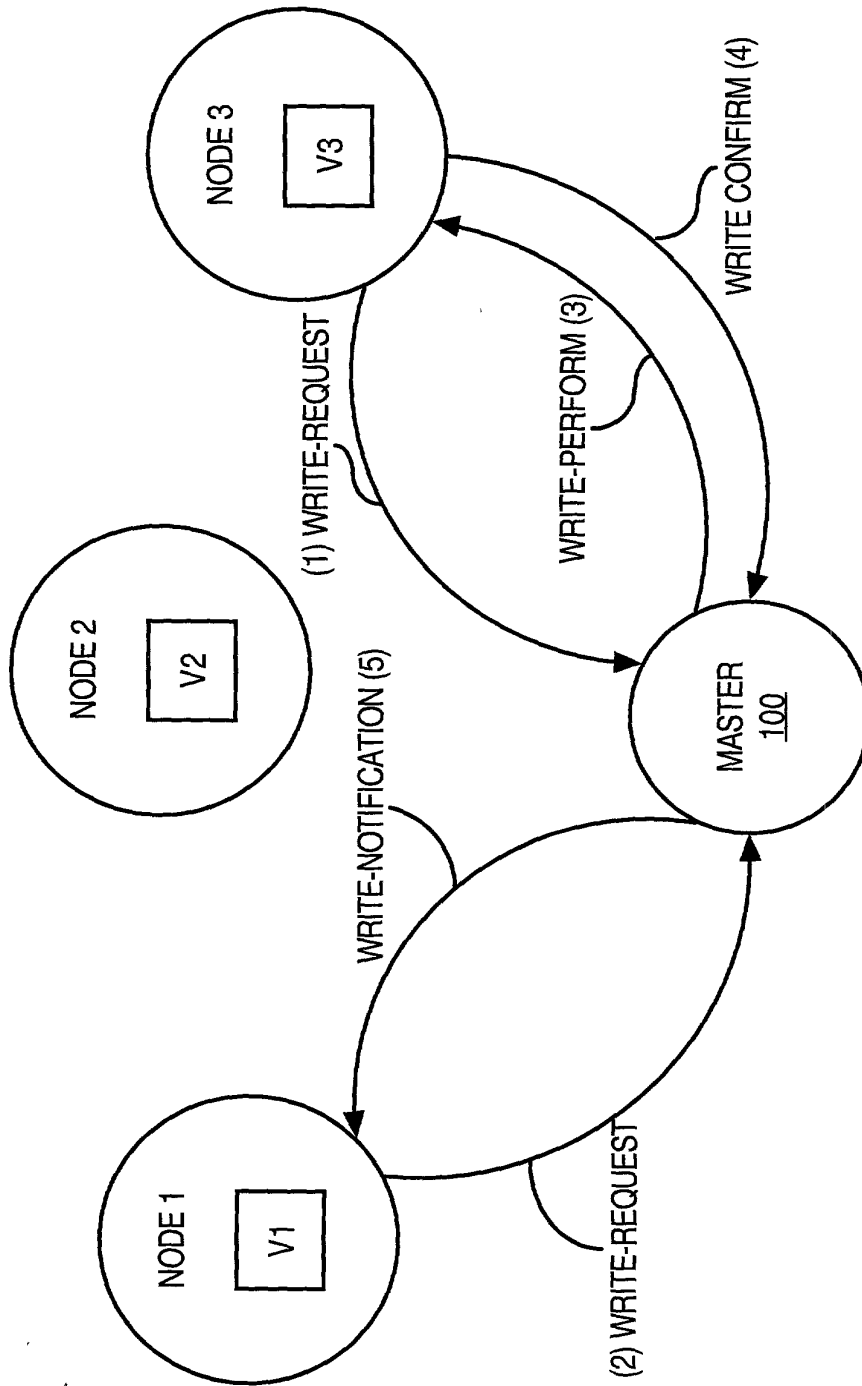 NODE 1
V1
NODE 2
V2
NODE 3
V3
WRITE-NOTIFICATION (5)
(1) WRITE-REQUEST
(2) WRITE-REQUEST
WRITE-PERFORM (3)
WRITE CONFIRM (4)
MASTER
100